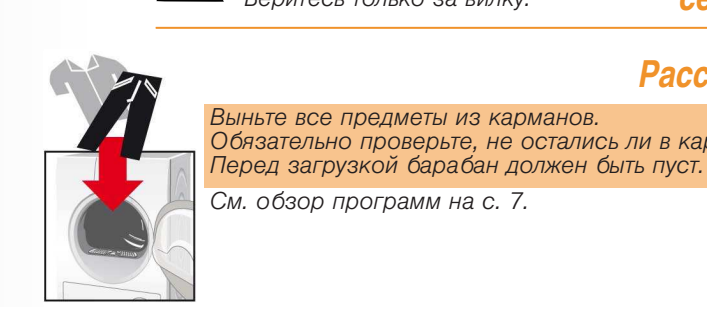 Беритесь только за вилку.
Расс
Выньте все предметы из карманов.
Обязательно проверьте, не остались ли в кар
Перед загрузкой барабан должен быть пуст.
См. обзор программ на с. 7.